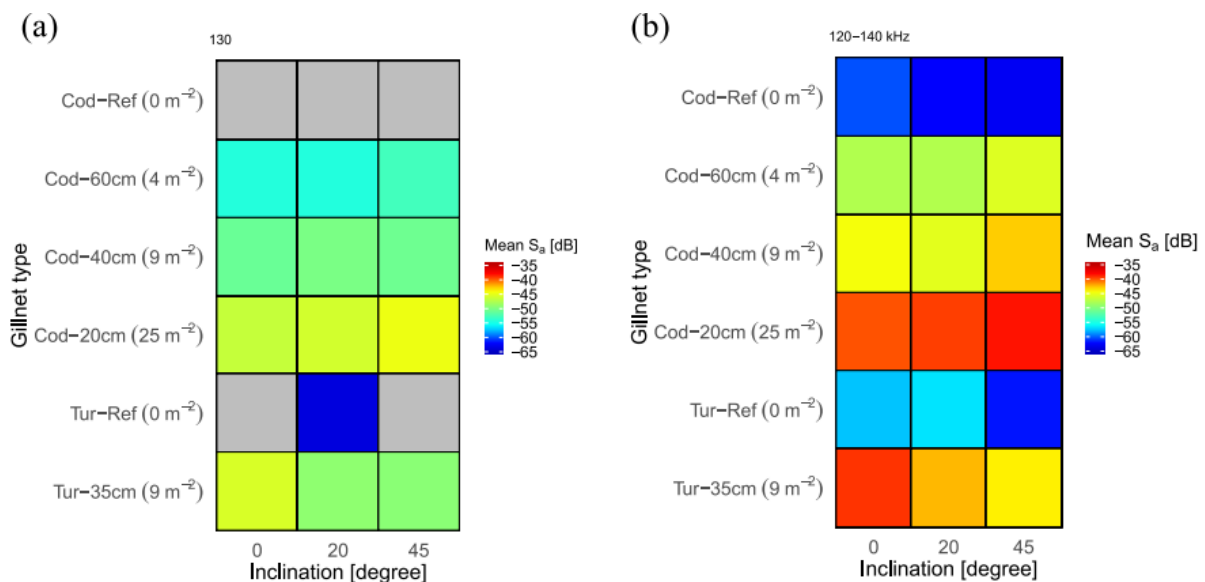 (a)
130
Gillnet type
Cod−Ref (0 m⁻²)
Cod−60cm (4 m⁻²)
Cod−40cm (9 m⁻²)
Cod−20cm (25 m⁻²)
Tur−Ref (0 m⁻²)
Tur−35cm (9 m⁻²)
0 20 45
Inclination [degree]
Mean Sₐ [dB]
−35
−40
−45
−50
−55
−60
−65
(b)
120−140 kHz
Gillnet type
Cod−Ref (0 m⁻²)
Cod−60cm (4 m⁻²)
Cod−40cm (9 m⁻²)
Cod−20cm (25 m⁻²)
Tur−Ref (0 m⁻²)
Tur−35cm (9 m⁻²)
0 20 45
Inclination [degree]
Mean Sₐ [dB]
−35
−40
−45
−50
−55
−60
−65